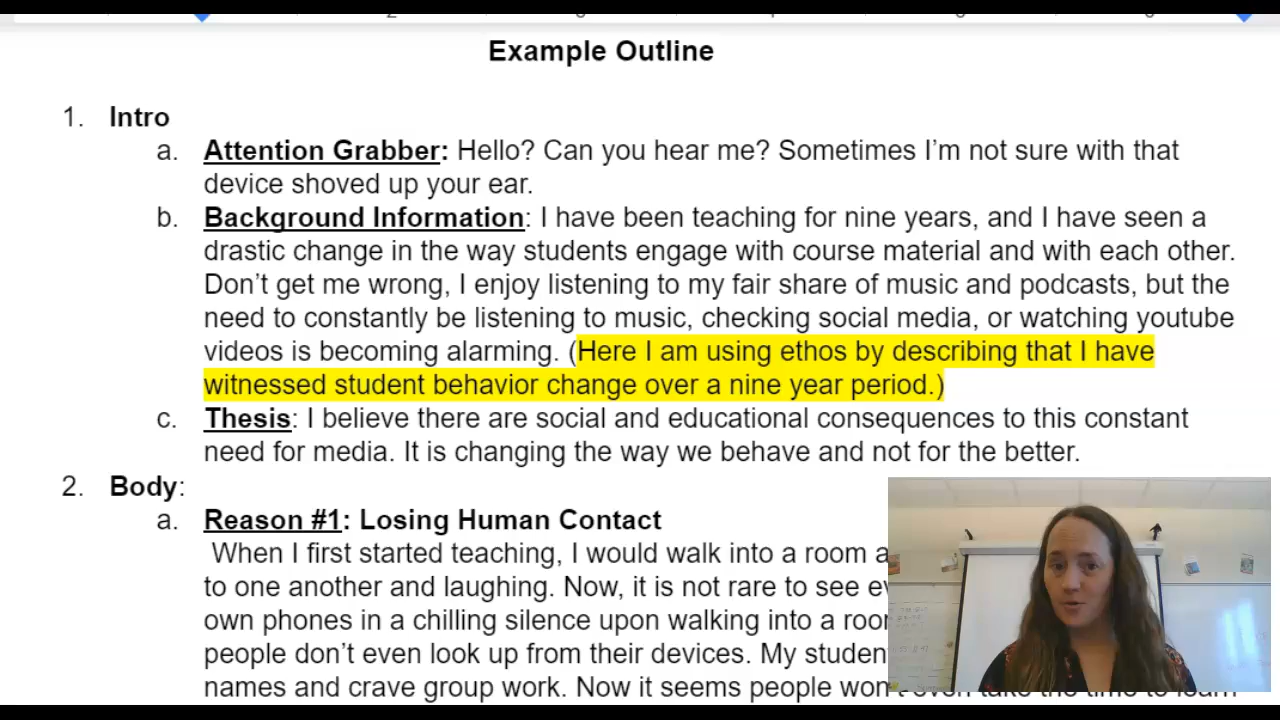 Example Outline
1. Intro
a. Attention Grabber: Hello? Can you hear me? Sometimes I'm not sure with that
device shoved up your ear.
b. Background Information: I have been teaching for nine years, and I have seen a
drastic change in the way students engage with course material and with each other.
Don't get me wrong, I enjoy listening to my fair share of music and podcasts, but the
need to constantly be listening to music, checking social media, or watching youtube
videos is becoming alarming. (Here I am using ethos by describing that I have
witnessed student behavior change over a nine year period.)
c. Thesis: I believe there are social and educational consequences to this constant
need for media. It is changing the way we behave and not for the better.
2. Body:
a. Reason #1: Losing Human Contact
When I first started teaching, I would walk into a room
to one another and laughing. Now, it is not rare to see
own phones in a chilling silence upon walking into a
people don't even look up from their devices. My
names and crave group work. Now it seems people won't even take the time to learn